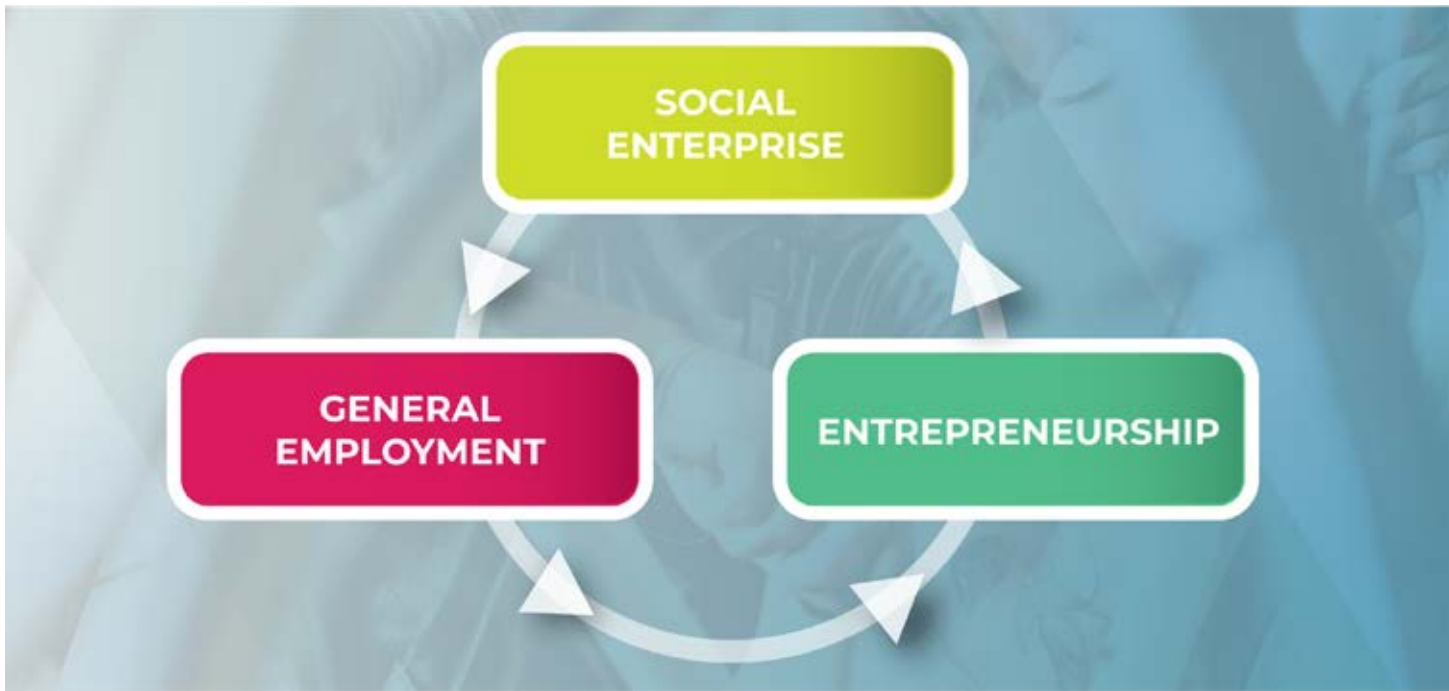 SOCIAL
ENTERPRISE
GENERAL
EMPLOYMENT
ENTREPRENEURSHIP